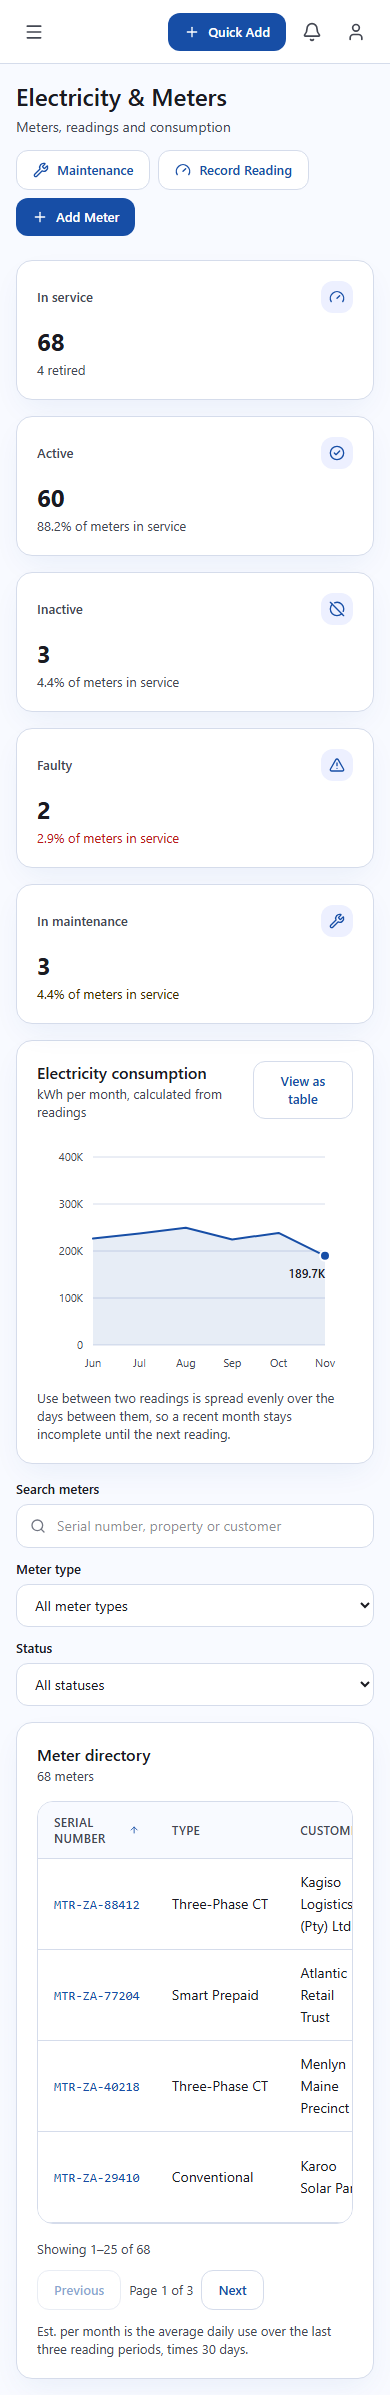 Quick Add
Electricity & Meters
Meters, readings and consumption
Maintenance
Record Reading
Add Meter
In service
68
4 retired
Active
60
88.2% of meters in service
Inactive
3
4.4% of meters in service
Faulty
2
2.9% of meters in service
In maintenance
3
4.4% of meters in service
Electricity consumption
kWh per month, calculated from
readings
View as
table
400K
300K
200K
100K
0
189.7K
Jun Jul Aug Sep Oct Nov
Use between two readings is spread evenly over the
days between them, so a recent month stays
incomplete until the next reading.
Search meters
Serial number, property or customer
Meter type
All meter types
Status
All statuses
Meter directory
68 meters
SERIAL
NUMBER
TYPE
CUSTOM
MTR-ZA-88412
Three-Phase CT
Kagiso
Logistics
(Pty) Ltd
MTR-ZA-77204
Smart Prepaid
Atlantic
Retail
Trust
MTR-ZA-40218
Three-Phase CT
Menlyn
Maine
Precinct
MTR-ZA-29410
Conventional
Karoo
Solar Par
Showing 1–25 of 68
Previous
Page 1 of 3
Next
Est. per month is the average daily use over the last
three reading periods, times 30 days.